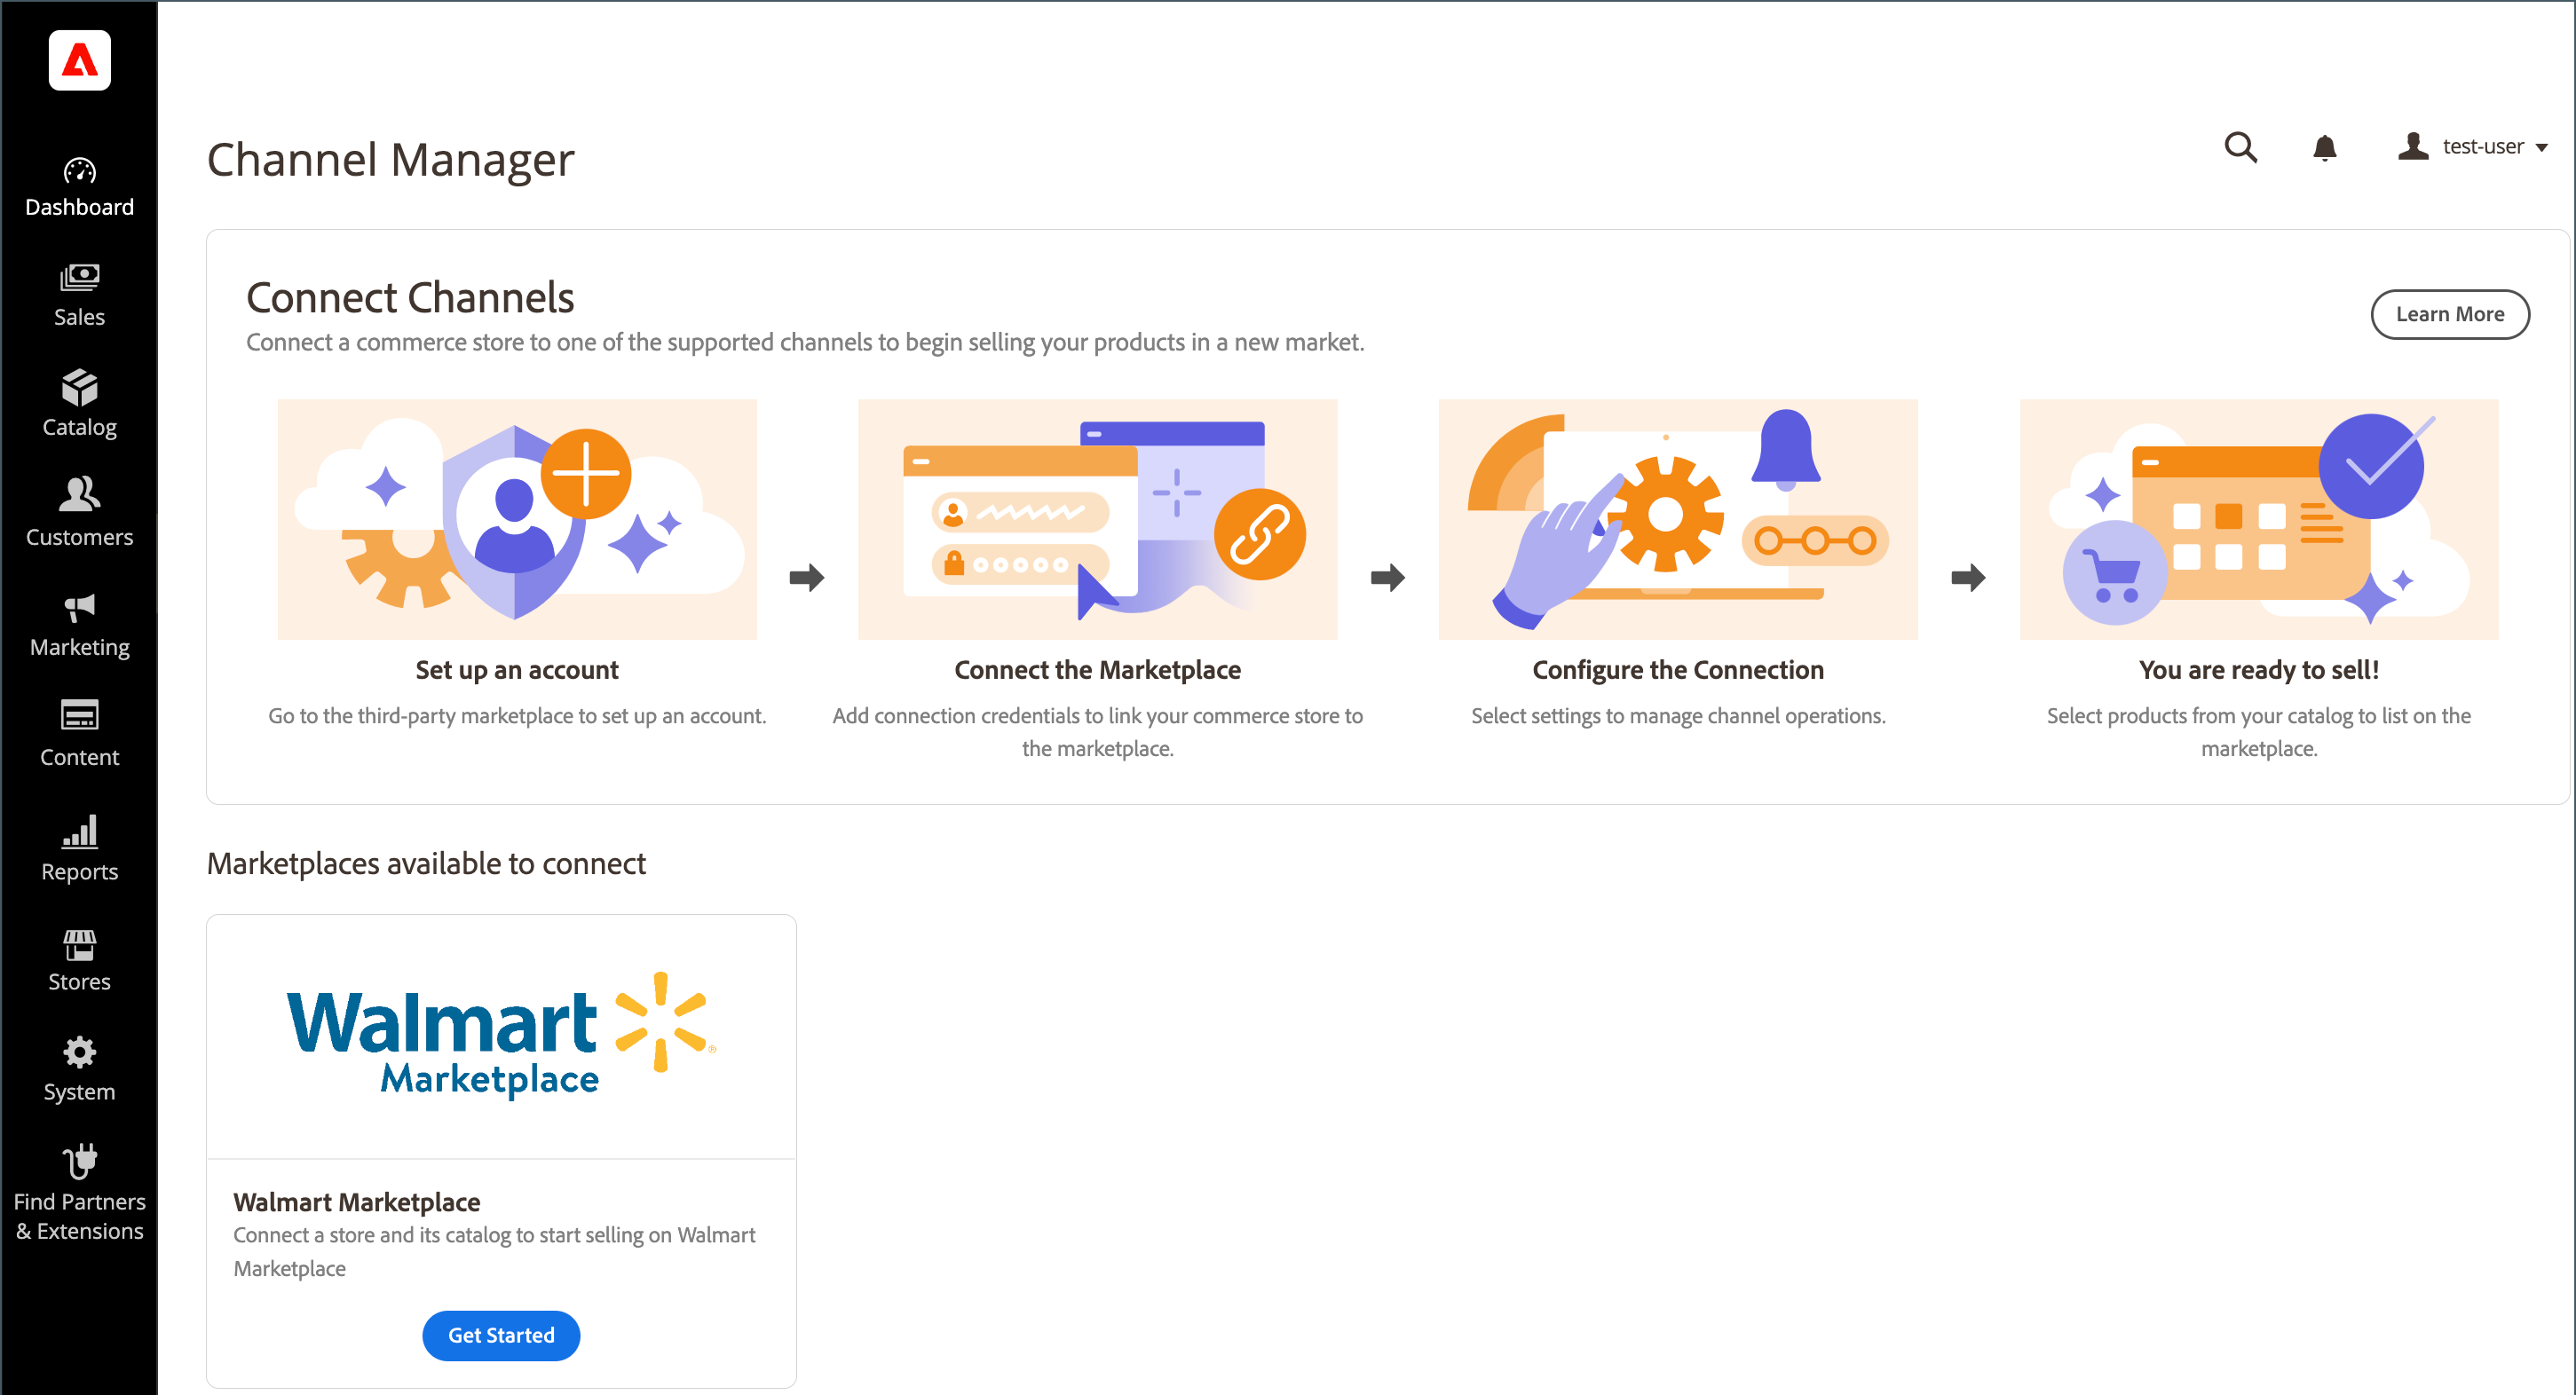 Dashboard
Sales
Catalog
Customers
Marketing
Content
Reports
Stores
System
Find Partners
& Extensions
Channel Manager
test-user
Connect Channels
Connect a commerce store to one of the supported channels to begin selling your products in a new market.
Learn More
Set up an account
Go to the third-party marketplace to set up an account.
Connect the Marketplace
Add connection credentials to link your commerce store to
the marketplace.
Configure the Connection
Select settings to manage channel operations.
You are ready to sell!
Select products from your catalog to list on the
marketplace.
Marketplaces available to connect
Walmart
Marketplace
®
Walmart Marketplace
Connect a store and its catalog to start selling on Walmart
Marketplace
Get Started